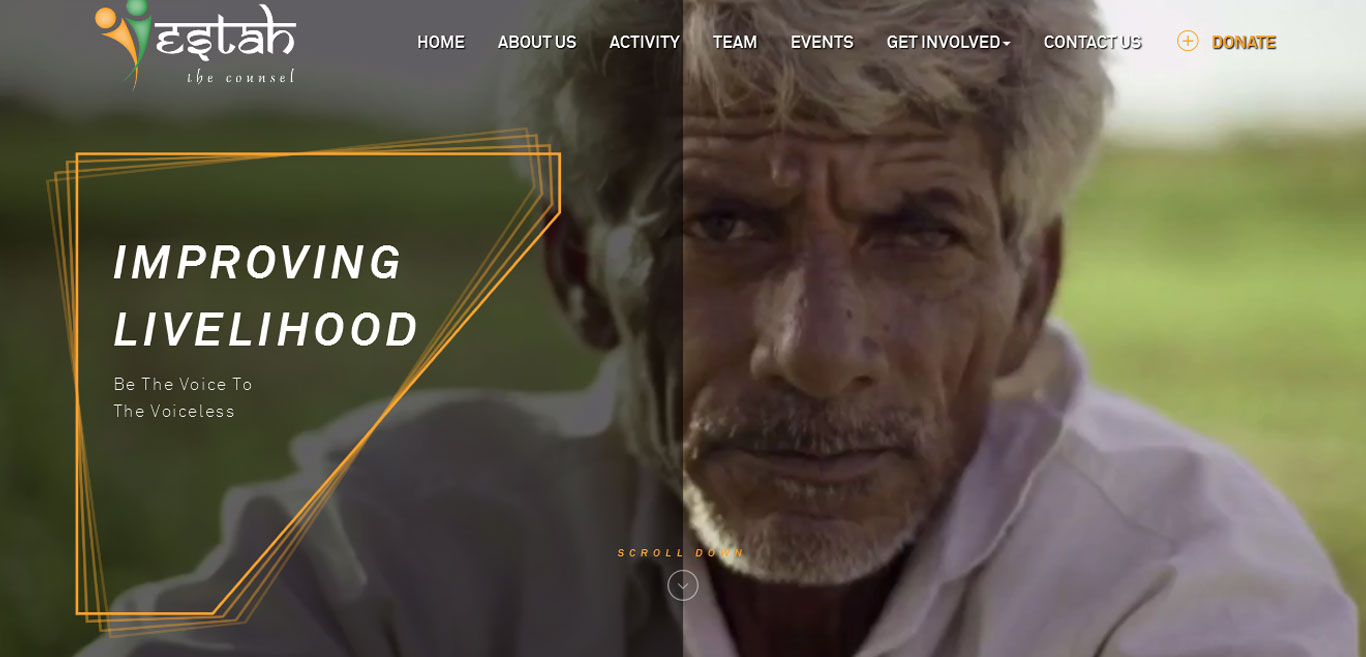 estah
the counsel
HOME ABOUT US ACTIVITY TEAM EVENTS GET INVOLVED CONTACT US DONATE
IMPROVING
LIVELIHOOD
Be The Voice To
The Voiceless
SCROLL DOWN